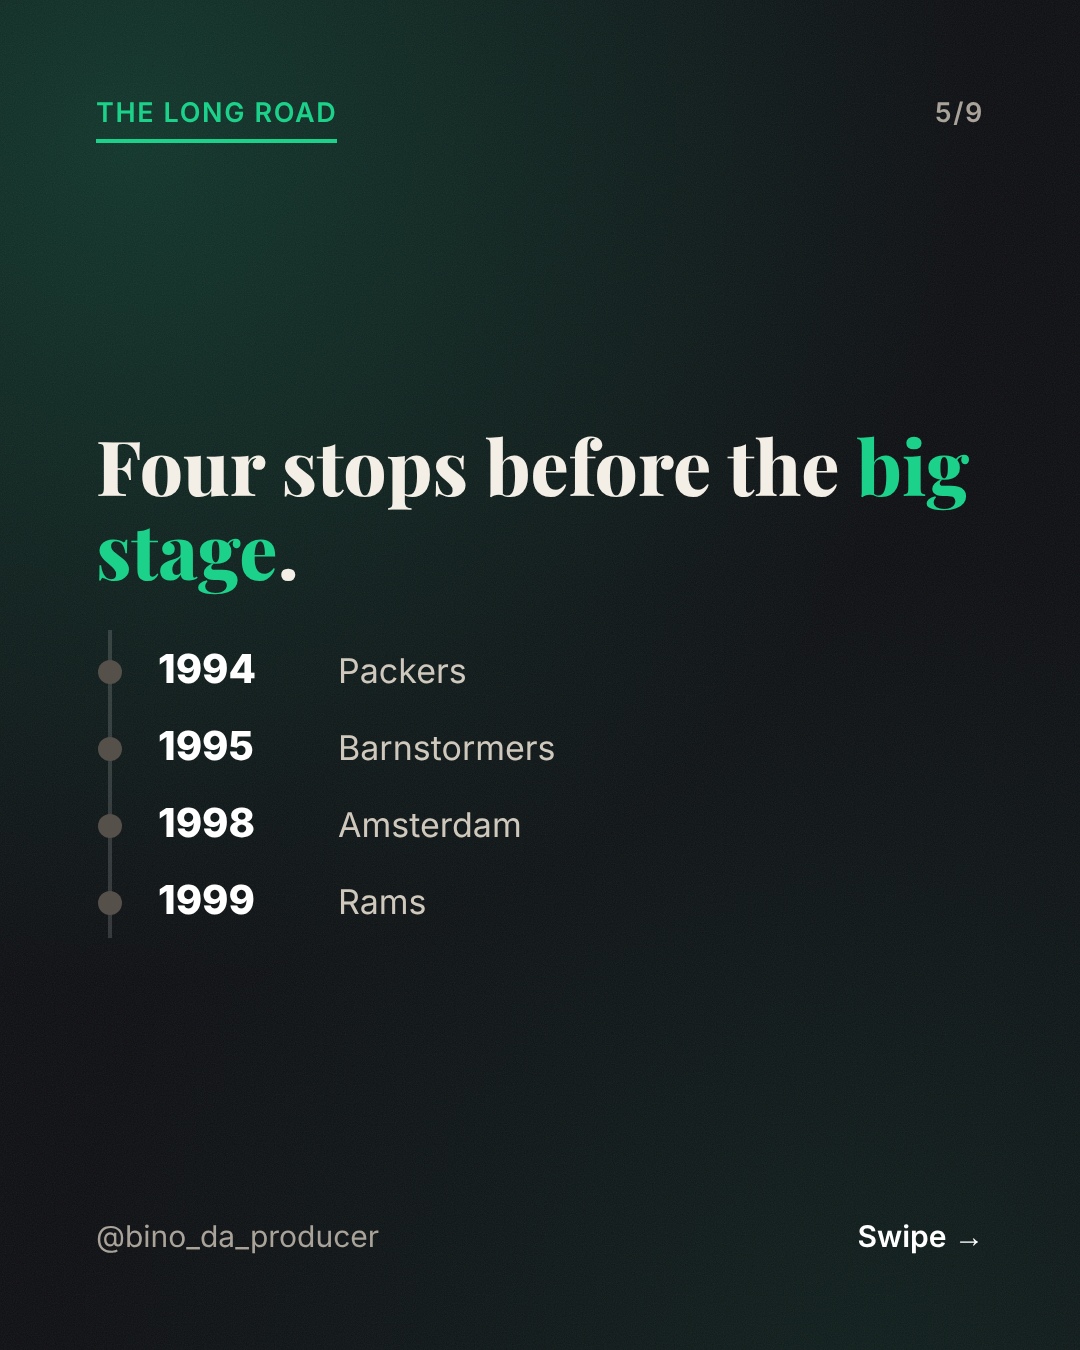 THE LONG ROAD
5/9
Four stops before the big
stage.
1994 Packers
1995 Barnstormers
1998 Amsterdam
1999 Rams
@bino_da_producer
Swipe →